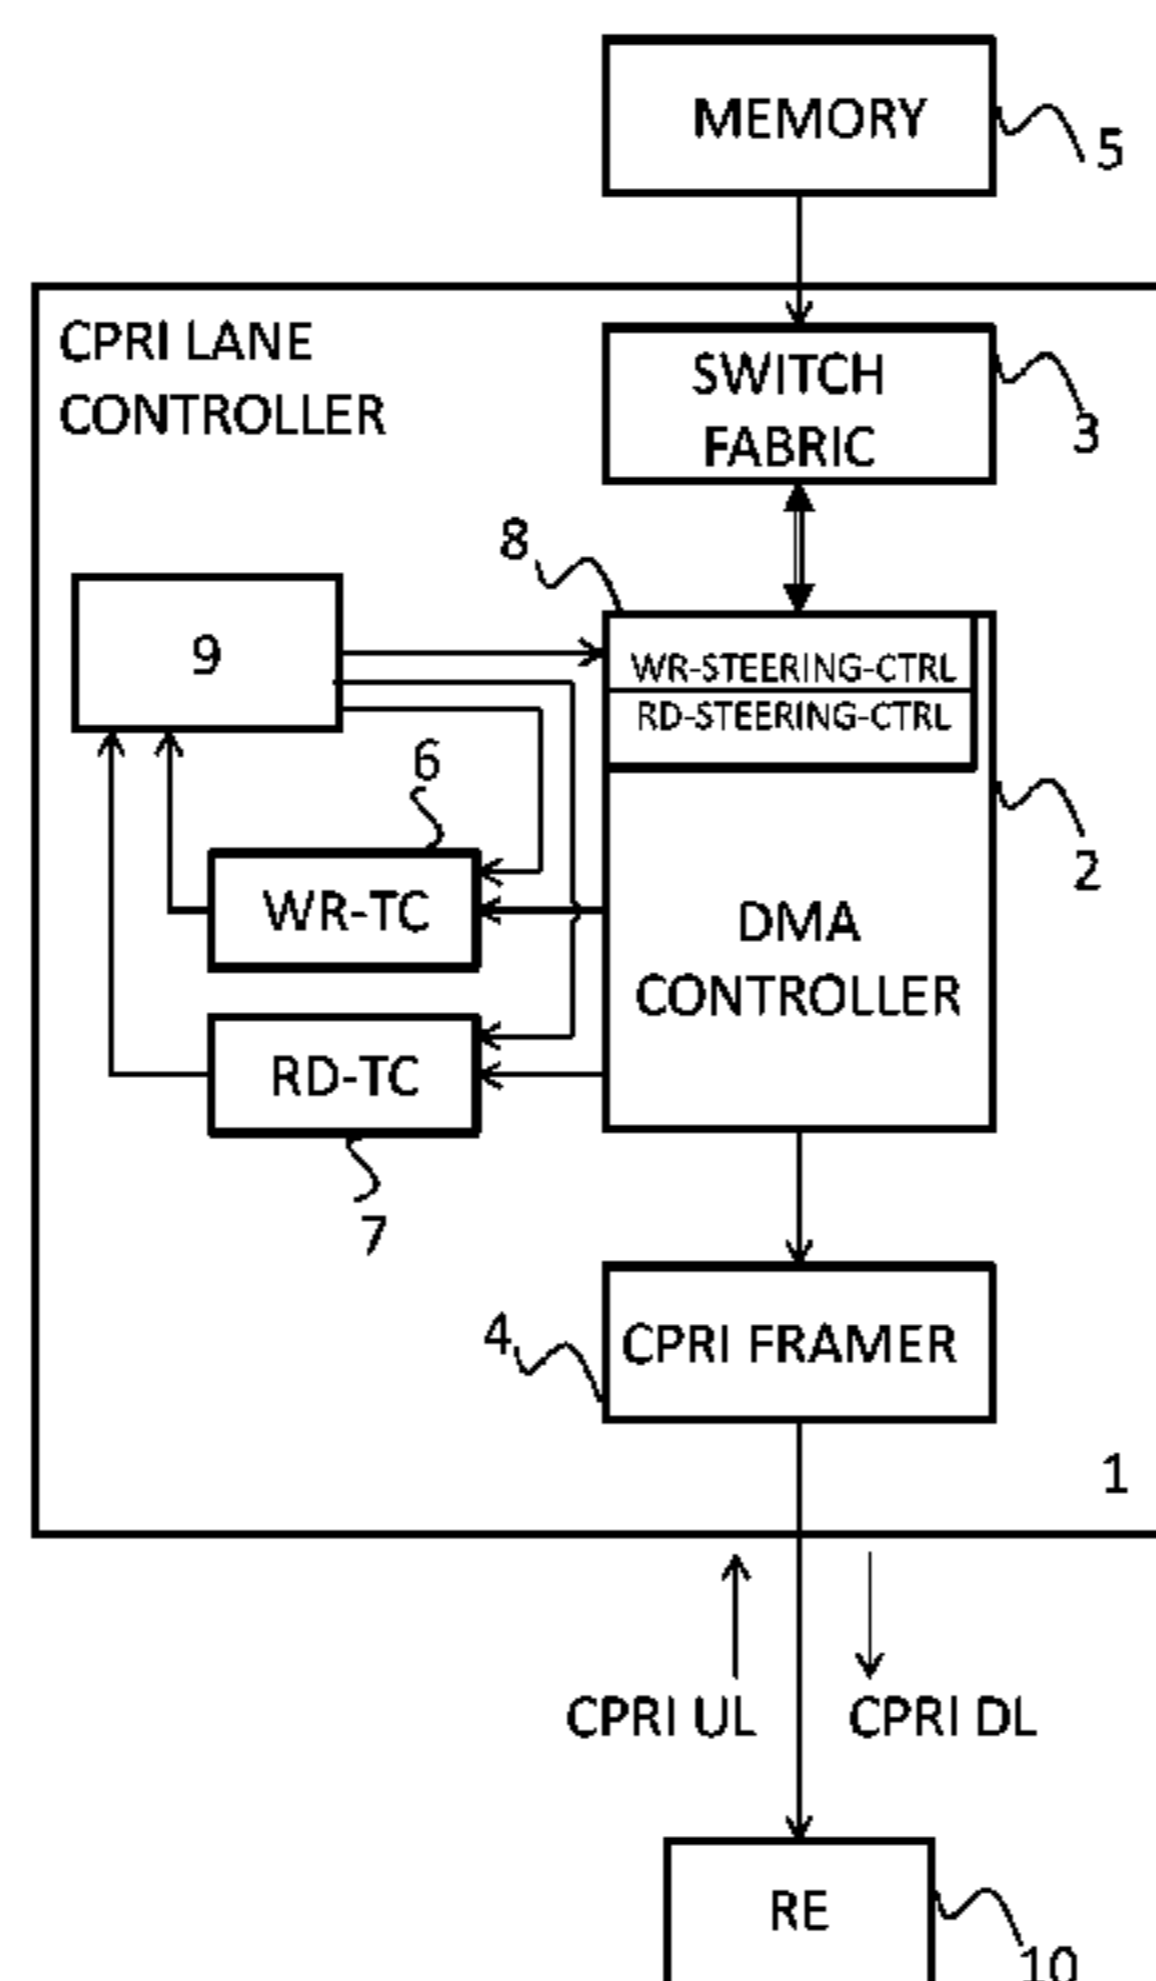 MEMORY
5
CPRI LANE
CONTROLLER
SWITCH
FABRIC
3
8
9
WR-STEERING-CTRL
RD-STEERING-CTRL
6
2
WR-TC
DMA
CONTROLLER
RD-TC
7
4
CPRI FRAMER
1
CPRI UL
CPRI DL
RE
10